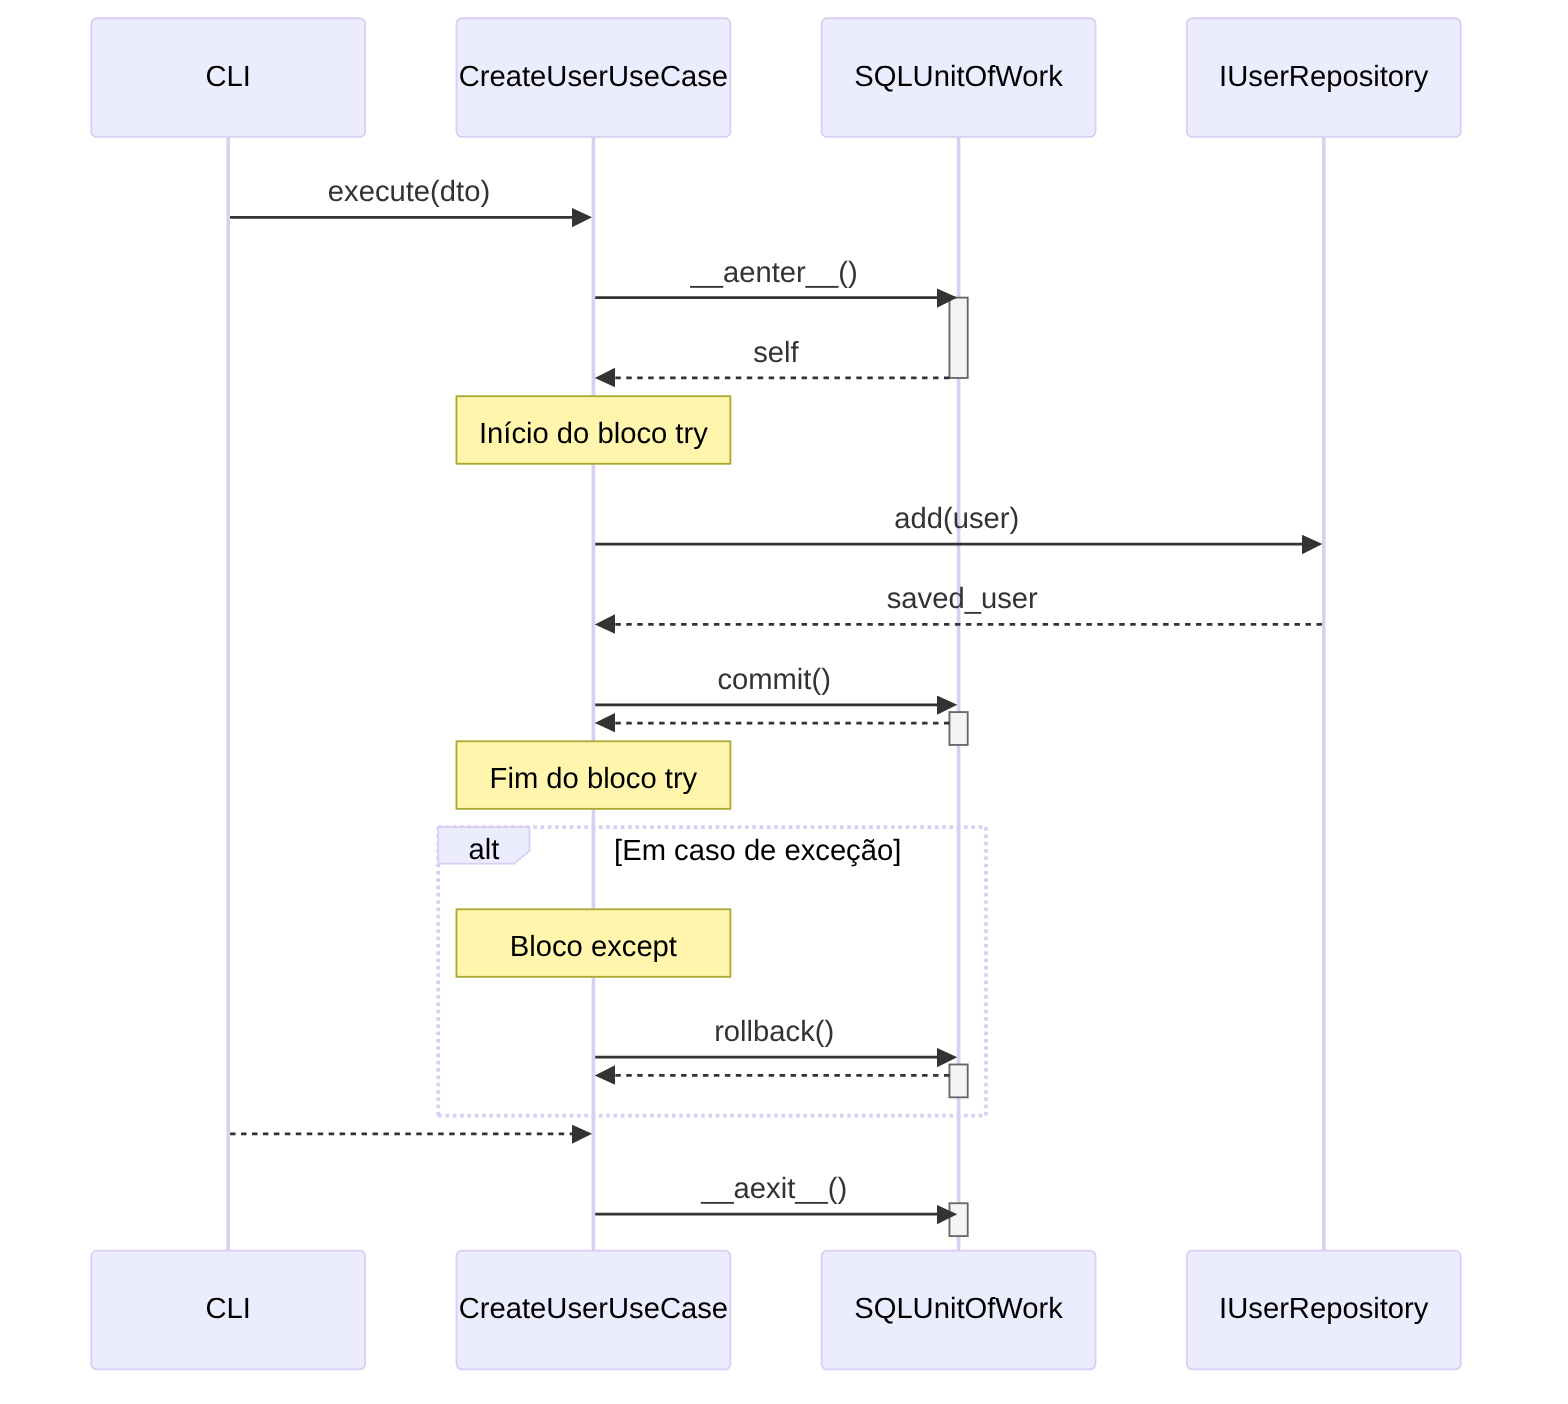 CLI
CreateUserUseCase
SQLUnitOfWork
IUserRepository
execute(dto)
__aenter__()
self
Início do bloco try
add(user)
saved_user
commit()
Fim do bloco try
alt
[Em caso de exceção]
Bloco except
rollback()
__aexit__()
CLI
CreateUserUseCase
SQLUnitOfWork
IUserRepository